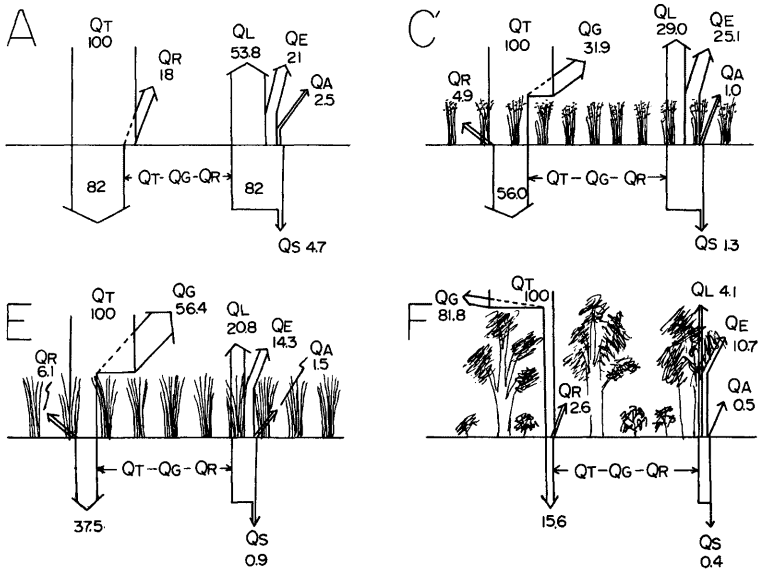 A
QT
100
QR
18
QL
53.8
QE
21
QA
2.5
82
QT-QG-QR
82
QS 4.7
C'
QT
100
QG
31.9
QR
4.9
QL
29.0
QE
25.1
QA
1.0
56.0
QT-QG-QR
QS 1.3
E
QT
100
QG
56.4
QR
6.1
QL
20.8
QE
14.3
QA
1.5
QT-QG-QR
37.5
QS
0.9
F
QG
81.8
QT
100
QR
2.6
QL 4.1
QE
10.7
QA
0.5
QT-QG-QR
15.6
QS
0.4